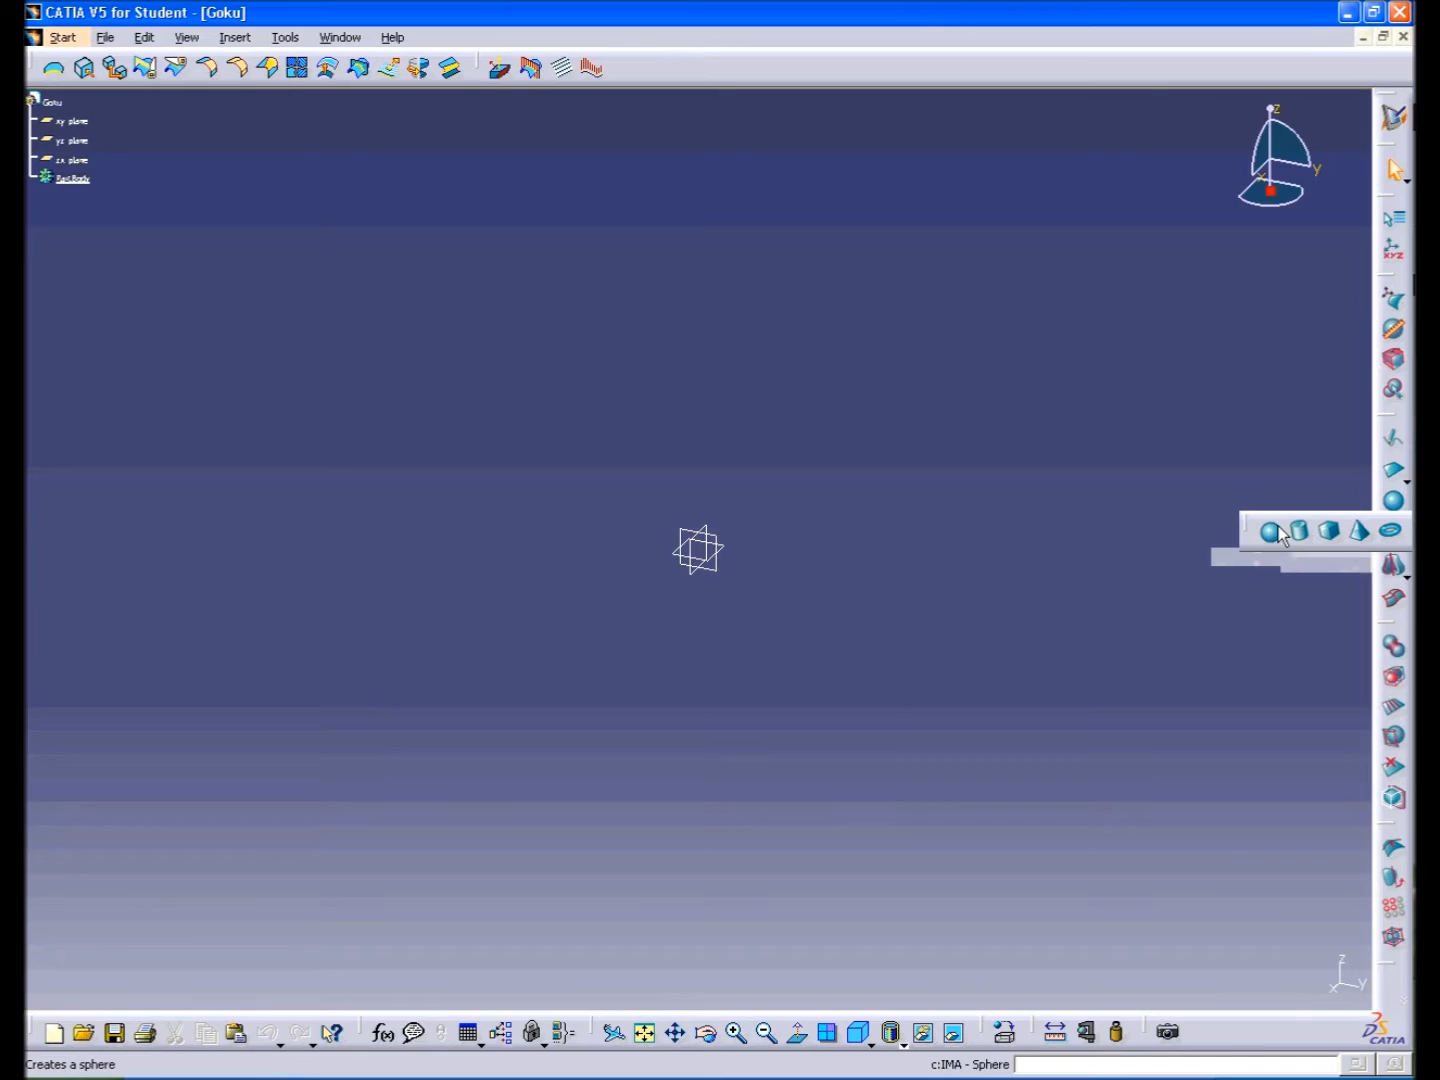 CATIA V5 for Student - [Goku]
Start File Edit View Insert Tools Window Help
Goku
xy plane
yz plane
zx plane
PartBody
z
y
x
XYZ
z
x y
f(x)
CATIA
Creates a sphere
c:IMA - Sphere